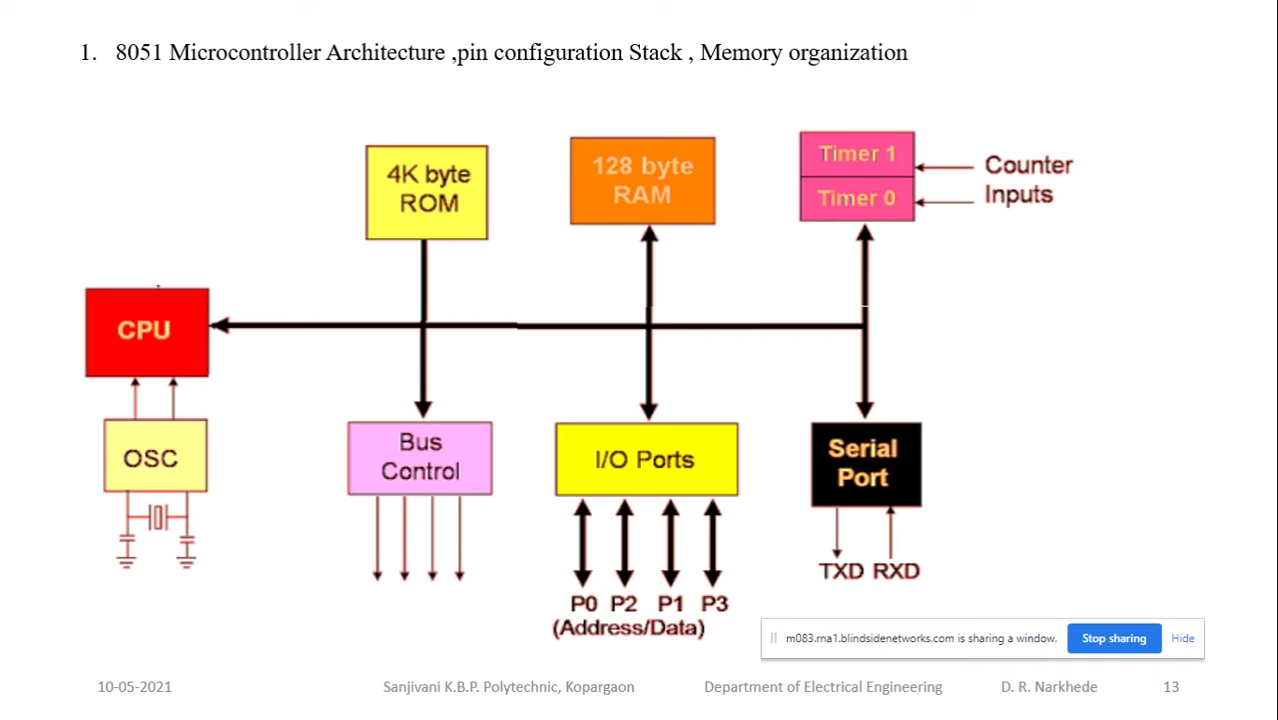 1. 8051 Microcontroller Architecture ,pin configuration Stack , Memory organization
4K byte
ROM
128 byte
RAM
Timer 1
Timer 0
Counter
Inputs
CPU
OSC
Bus
Control
I/O Ports
Serial
Port
TXD RXD
P0 P2 P1 P3
(Address/Data)
m083.rna1.blindsidenetworks.com is sharing a window. Stop sharing Hide
10-05-2021 Sanjivani K.B.P. Polytechnic, Kopargaon Department of Electrical Engineering D. R. Narkhede 13